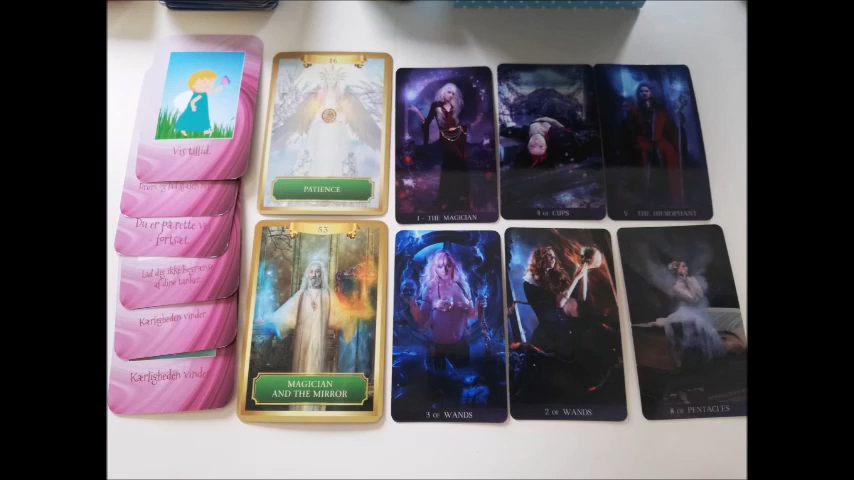 Vis tillid.
Du er på rette vej
- fortsæt.
Lad dig ikke begrænse
af dine tanker.
Kærligheden vinder.
Kærligheden vinder.
16
PATIENCE
33
MAGICIAN
AND THE MIRROR
I - THE MAGICIAN
4 OF CUPS
V - THE HIEROPHANT
3 OF WANDS
2 OF WANDS
8 OF PENTACLES